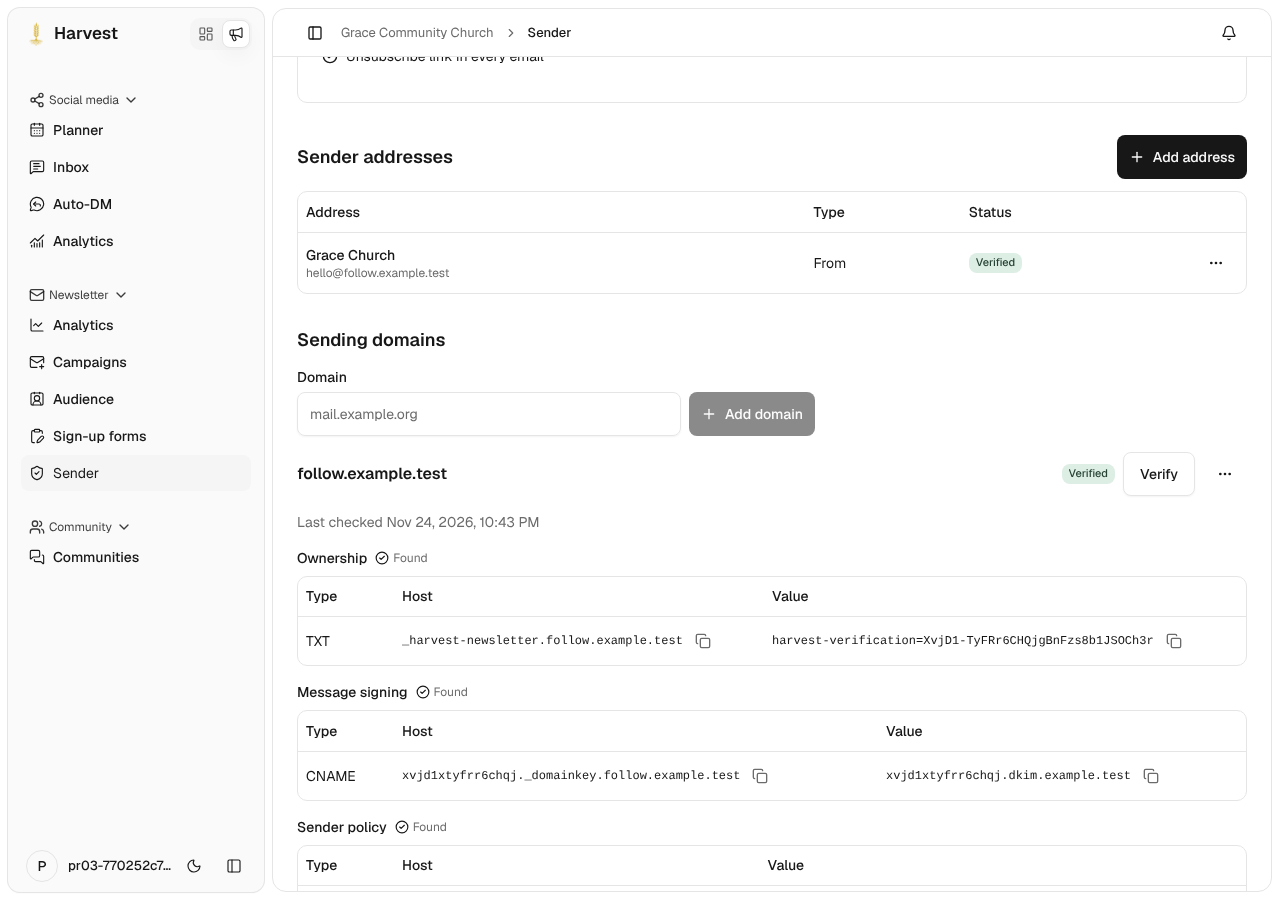 Harvest
Social media
Planner
Inbox
Auto-DM
Analytics
Newsletter
Analytics
Campaigns
Audience
Sign-up forms
Sender
Community
Communities
P pr03-770252c7...
Grace Community Church > Sender
Unsubscribe link in every email
Sender addresses
+ Add address
Address Type Status
Grace Church
hello@follow.example.test
From Verified
Sending domains
Domain
mail.example.org + Add domain
follow.example.test Verified Verify
Last checked Nov 24, 2026, 10:43 PM
Ownership Found
Type Host Value
TXT _harvest-newsletter.follow.example.test harvest-verification=XvjD1-TyFRr6CHQjgBnFzs8b1JSOCh3r
Message signing Found
Type Host Value
CNAME xvjd1xtyfrr6chqj._domainkey.follow.example.test xvjd1xtyfrr6chqj.dkim.example.test
Sender policy Found
Type Host Value